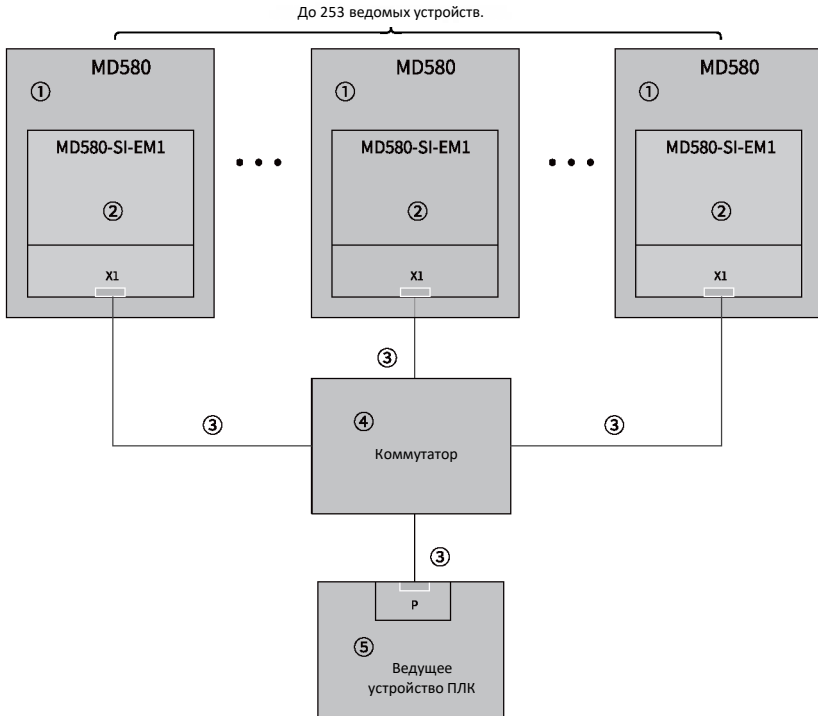 До 253 ведомых устройств.
MD580
MD580
MD580
①
①
①
MD580-SI-EM1
MD580-SI-EM1
MD580-SI-EM1
• • •
• • •
②
②
②
X1
X1
X1
③
③
③
④
Коммутатор
③
P
⑤
Ведущее
устройство ПЛК